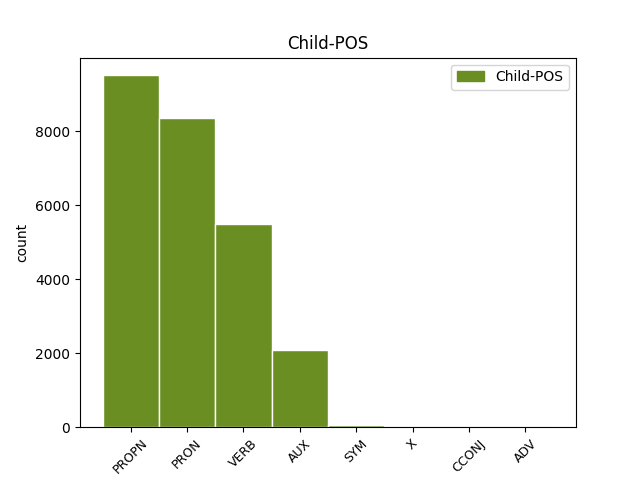 Child-POS
Child-POS
count
8000
6000
4000
2000
0
PROPN
PRON
VERB
AUX
SYM
X
CCONJ
ADV